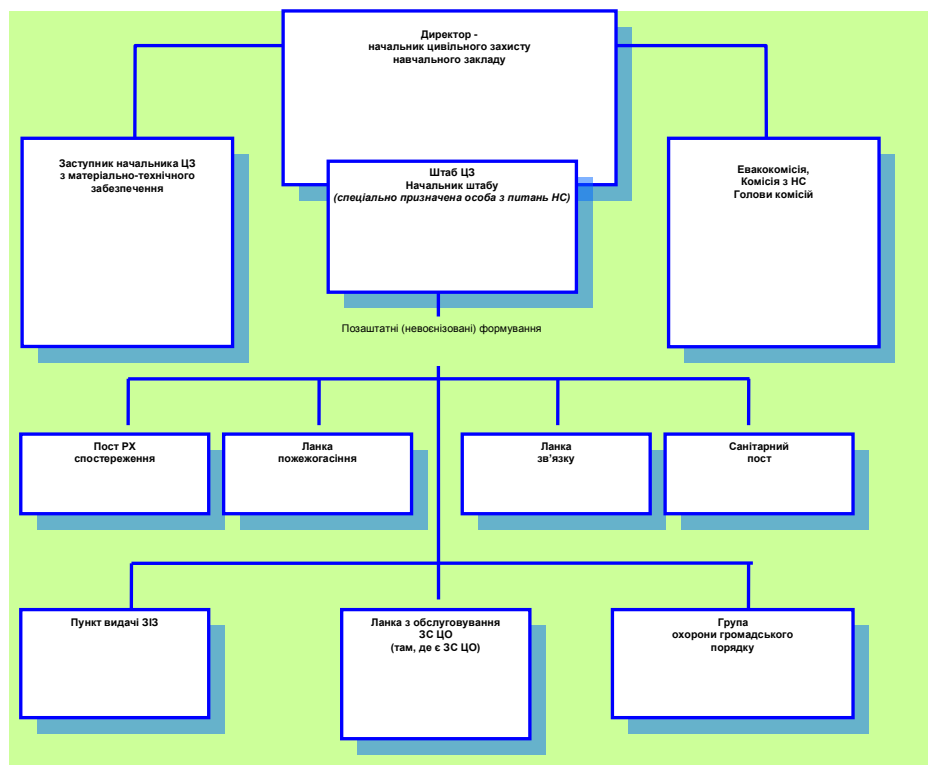 Директор -
начальник цивільного захисту
навчального закладу
Заступник начальника ЦЗ
з матеріально-технічного
забезпечення
Штаб ЦЗ
Начальник штабу
(спеціально призначена особа з питань НС)
Евакокомісія,
Комісія з НС
Голови комісій
Позаштатні (невоєнізовані) формування
Пост РХ
спостереження
Ланка
пожежогасіння
Ланка
зв’язку
Санітарний
пост
Пункт видачі ЗІЗ
Ланка з обслуговування
ЗС ЦО
(там, де є ЗС ЦО)
Група
охорони громадського
порядку